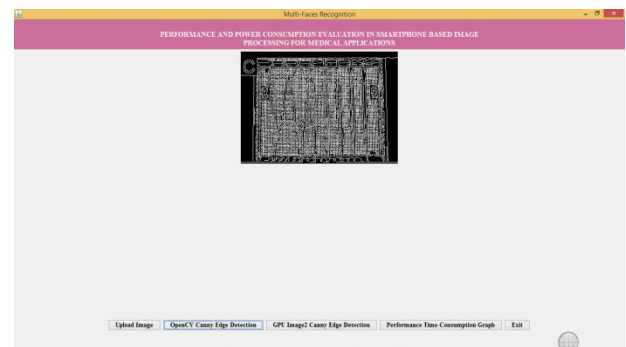 Multi-Faces Recognition
PERFORMANCE AND POWER CONSUMPTION EVALUATION IN SMARTPHONE BASED IMAGE
PROCESSING FOR MEDICAL APPLICATIONS
C
Upload Image OpenCV Canny Edge Detection GPU Image2 Canny Edge Detection Performance Time Consumption Graph Exit